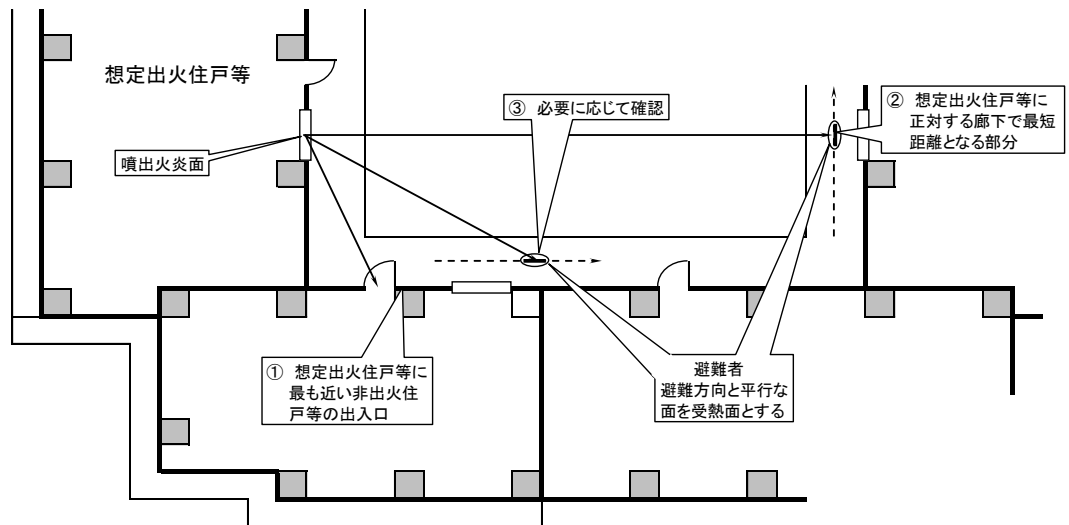 想定出火住戸等
噴出火炎面
③ 必要に応じて確認
② 想定出火住戸等に
正対する廊下で最短
距離となる部分
① 想定出火住戸等に
最も近い非出火住
戸等の出入口
避難者
避難方向と平行な
面を受熱面とする